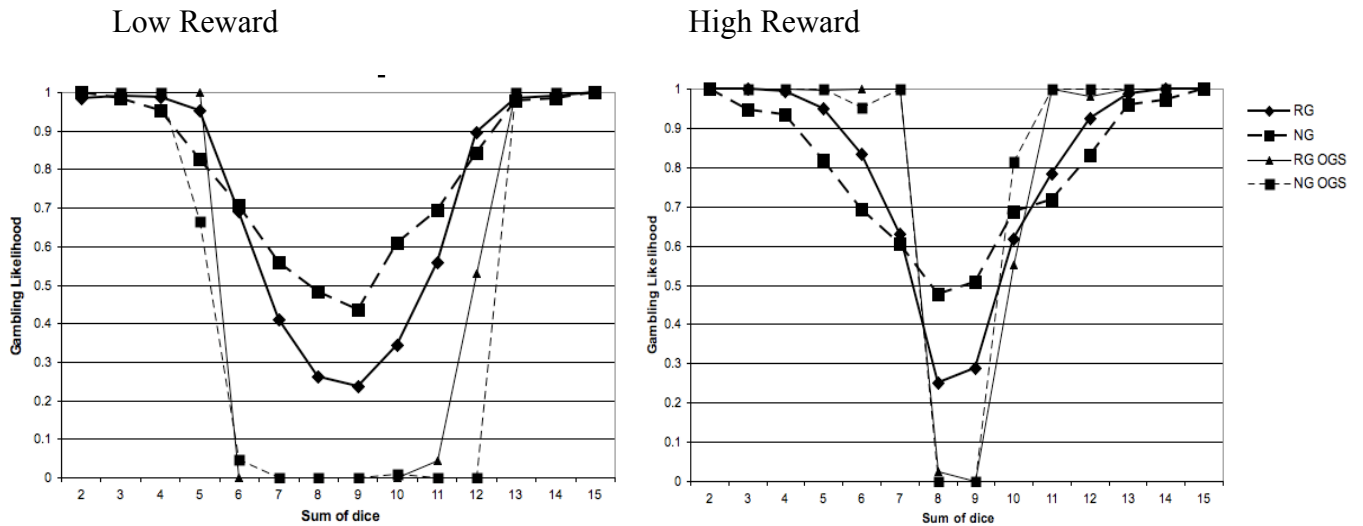 Low Reward
High Reward
Gambling Likelihood
1
0.9
0.8
0.7
0.6
0.5
0.4
0.3
0.2
0.1
0
2 3 4 5 6 7 8 9 10 11 12 13 14 15
Sum of dice
Gambling Likelihood
1
0.9
0.8
0.7
0.6
0.5
0.4
0.3
0.2
0.1
0
2 3 4 5 6 7 8 9 10 11 12 13 14 15
Sum of dice
RG
NG
RG OGS
NG OGS